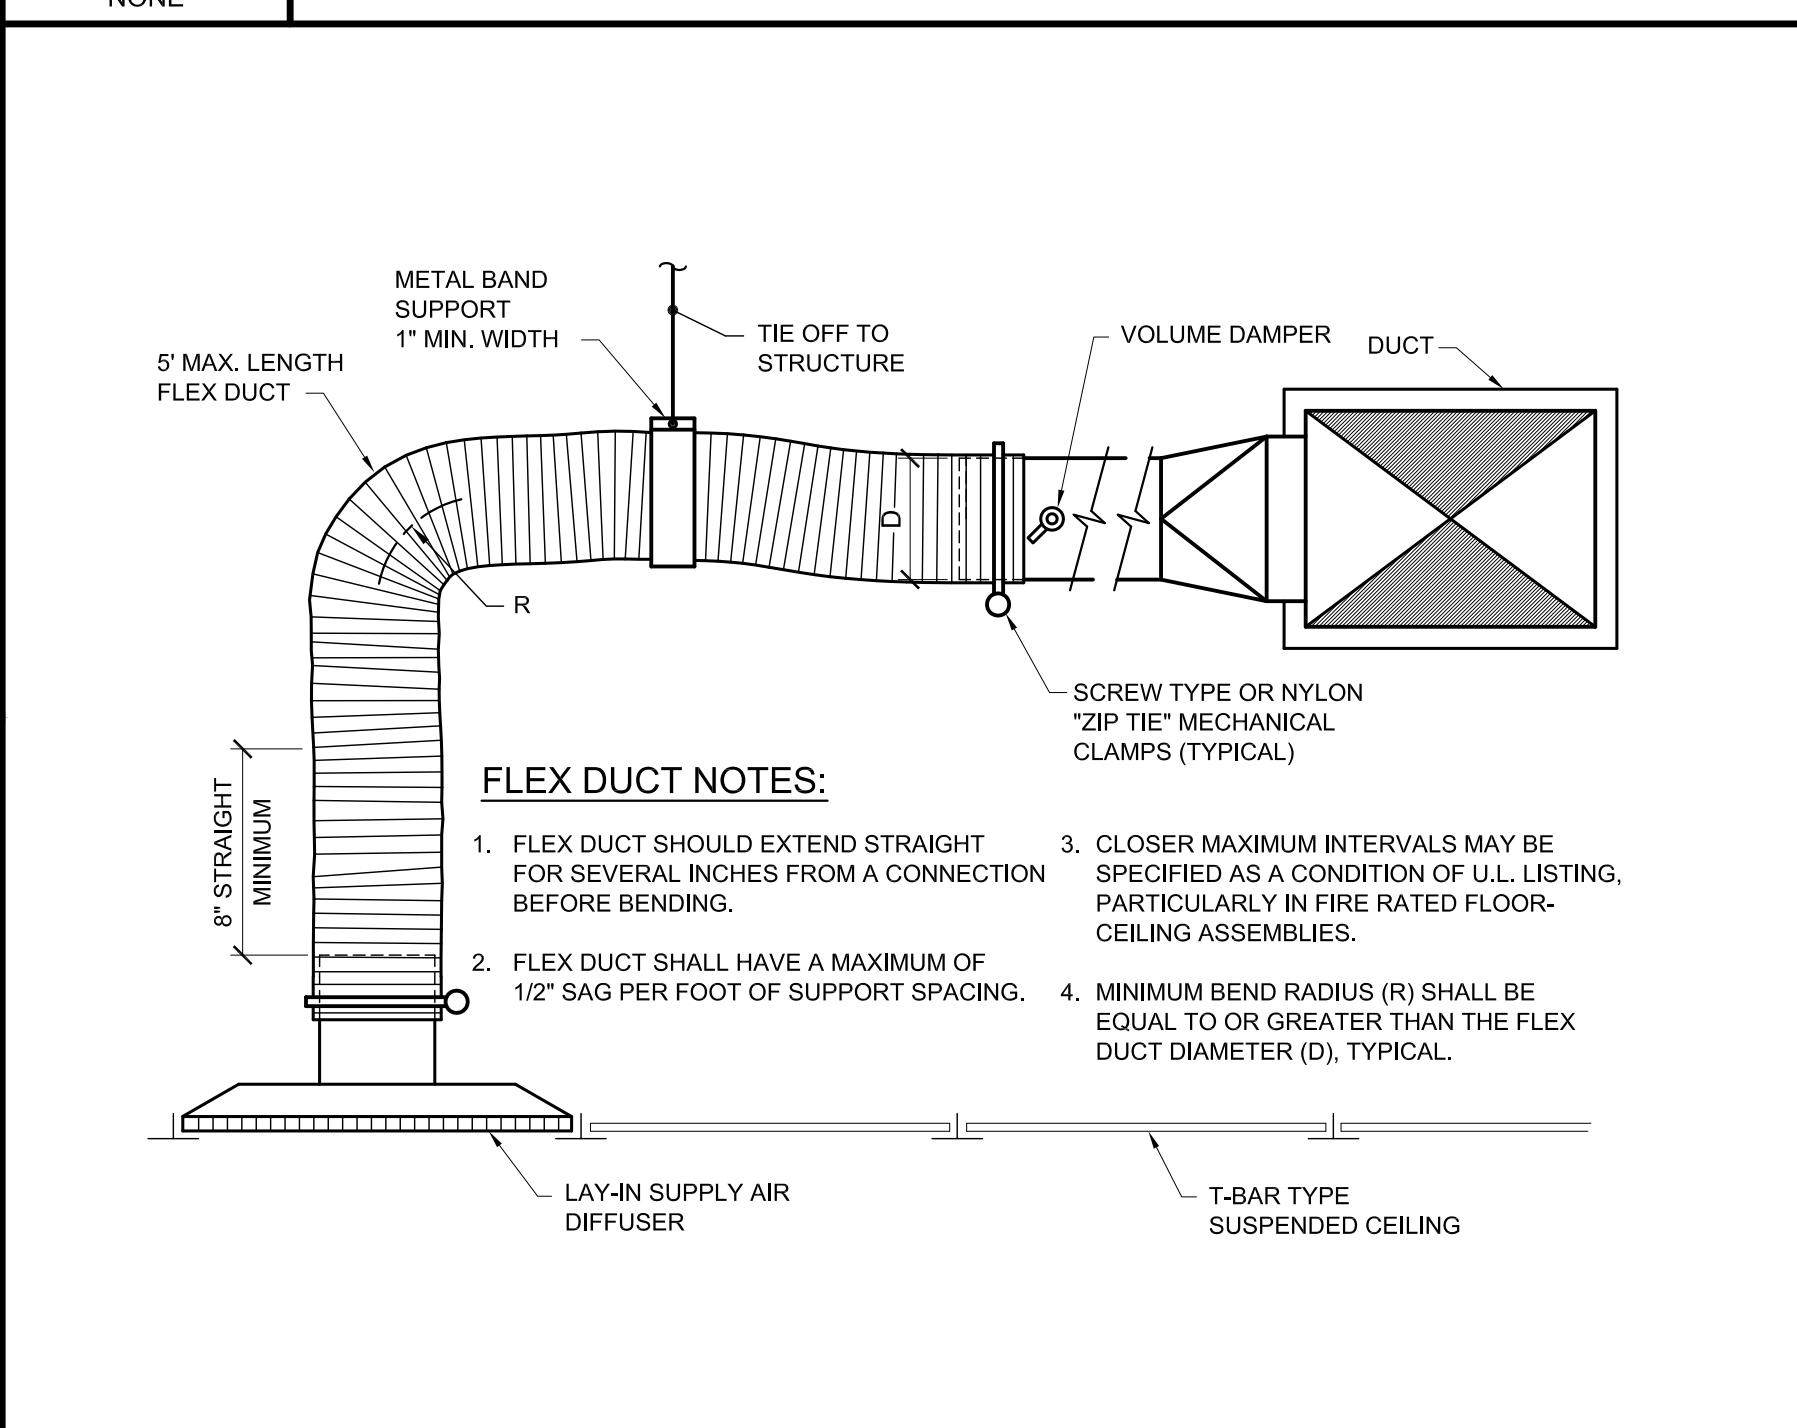 NONE
METAL BAND
SUPPORT
1" MIN. WIDTH
TIE OFF TO
STRUCTURE
VOLUME DAMPER
DUCT
5' MAX. LENGTH
FLEX DUCT
D
R
SCREW TYPE OR NYLON
"ZIP TIE" MECHANICAL
CLAMPS (TYPICAL)
8" STRAIGHT
MINIMUM
FLEX DUCT NOTES:
1. FLEX DUCT SHOULD EXTEND STRAIGHT
FOR SEVERAL INCHES FROM A CONNECTION
BEFORE BENDING.
2. FLEX DUCT SHALL HAVE A MAXIMUM OF
1/2" SAG PER FOOT OF SUPPORT SPACING.
3. CLOSER MAXIMUM INTERVALS MAY BE
SPECIFIED AS A CONDITION OF U.L. LISTING,
PARTICULARLY IN FIRE RATED FLOOR-
CEILING ASSEMBLIES.
4. MINIMUM BEND RADIUS (R) SHALL BE
EQUAL TO OR GREATER THAN THE FLEX
DUCT DIAMETER (D), TYPICAL.
LAY-IN SUPPLY AIR
DIFFUSER
T-BAR TYPE
SUSPENDED CEILING